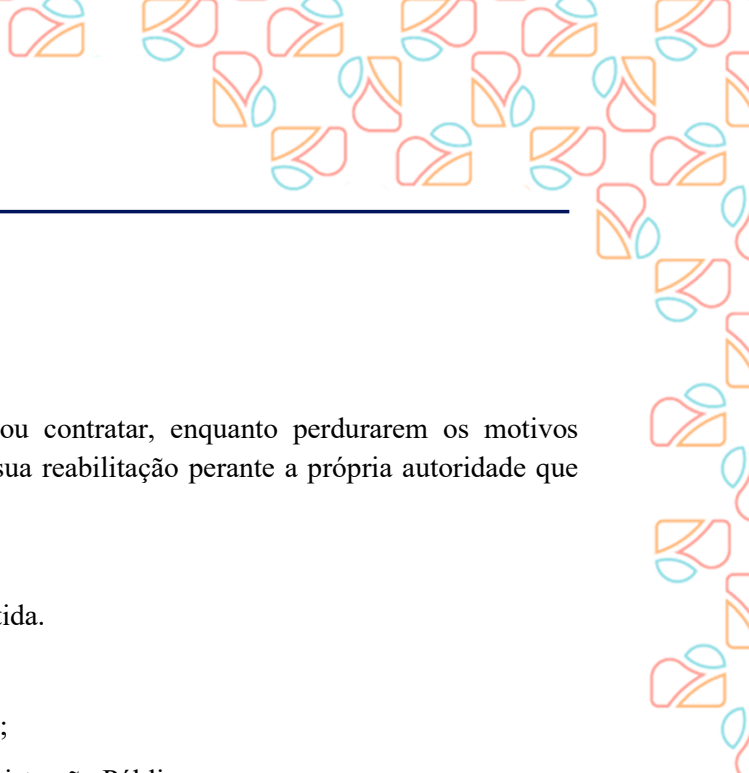 ou contratar, enquanto perdurarem os motivos
sua reabilitação perante a própria autoridade que
tida.
;